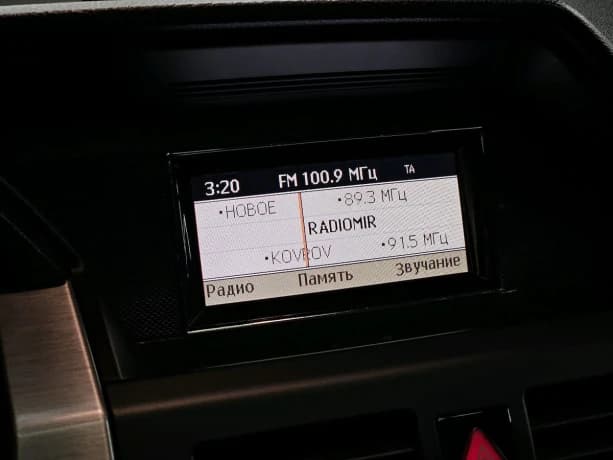 3:20 FM 100.9 МГц TA
•НОВОЕ •89.3 МГц
RADIOMIR
•KOVROV •91.5 МГц
Радио Память Звучание